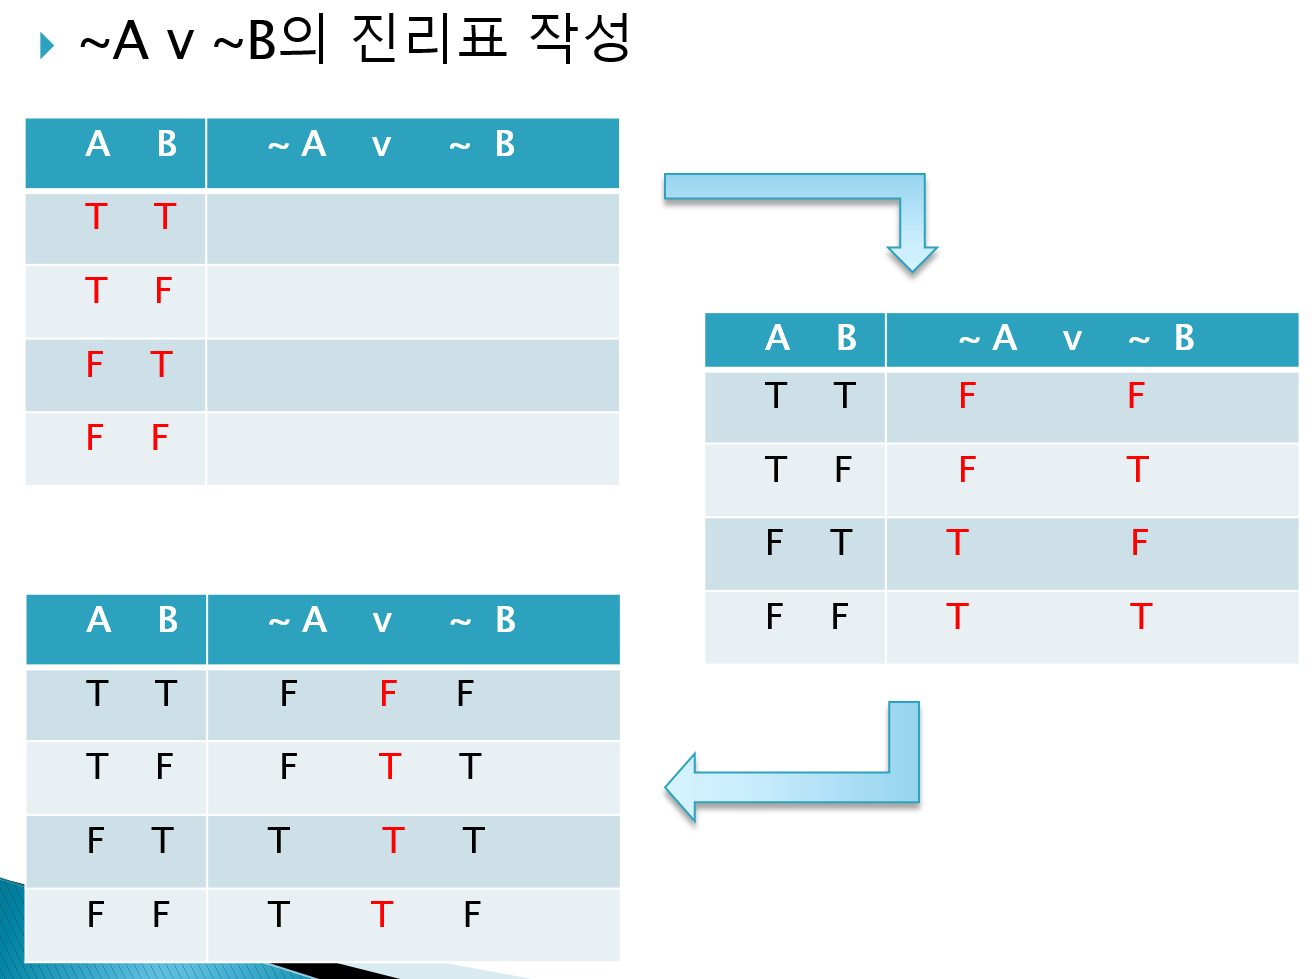 ~A v ~B의 진리표 작성
A B ~ A v ~ B
T T
T F
F T
F F
A B ~ A v ~ B
T T F F
T F F T
F T T F
F F T T
A B ~ A v ~ B
T T F F F
T F F T T
F T T T T
F F T T F